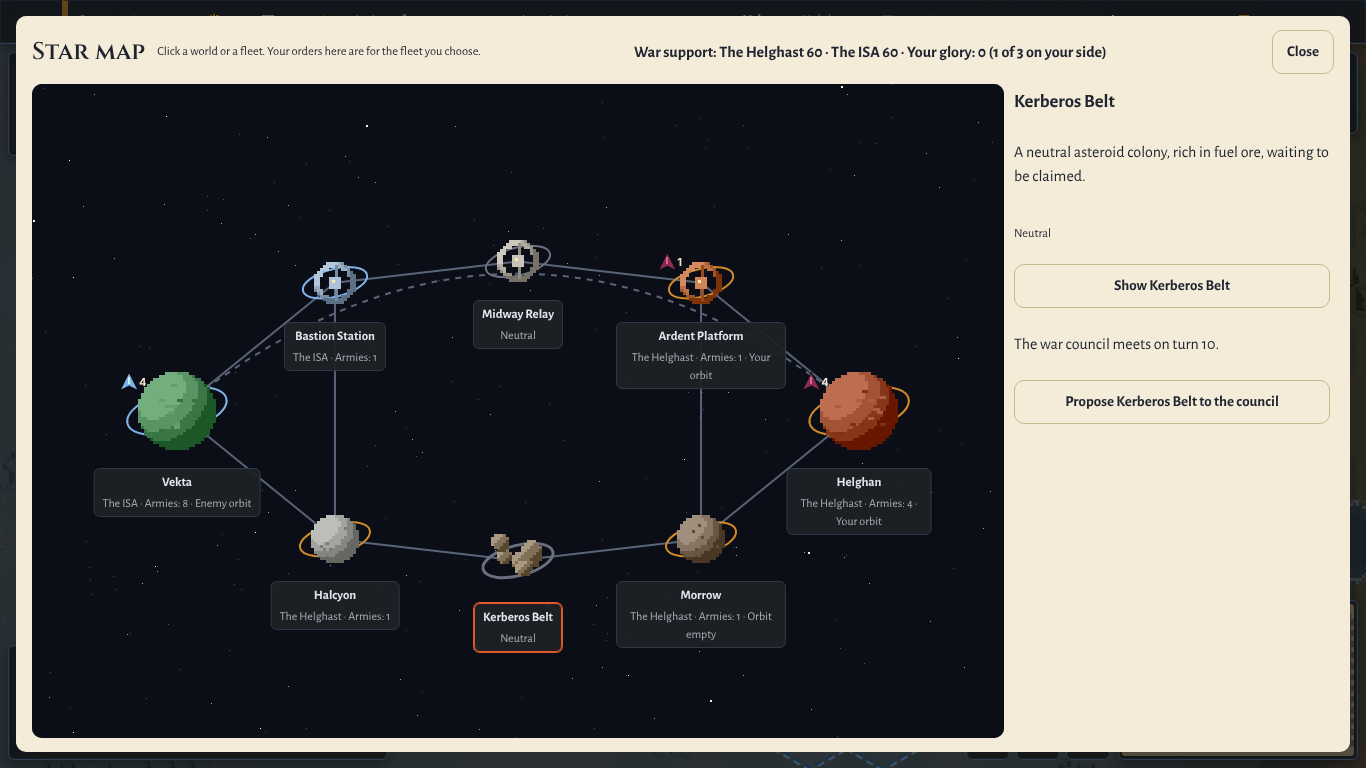 Star map
Click a world or a fleet. Your orders here are for the fleet you choose.
War support: The Helghast 60 · The ISA 60 · Your glory: 0 (1 of 3 on your side)
Close
Kerberos Belt
A neutral asteroid colony, rich in fuel ore, waiting to
be claimed.
Neutral
Show Kerberos Belt
The war council meets on turn 10.
Propose Kerberos Belt to the council
1
Midway Relay
Neutral
Bastion Station
The ISA · Armies: 1
Ardent Platform
The Helghast · Armies: 1 · Your
orbit
4
4
Vekta
The ISA · Armies: 8 · Enemy orbit
Helghan
The Helghast · Armies: 4 ·
Your orbit
Halcyon
The Helghast · Armies: 1
Kerberos Belt
Neutral
Morrow
The Helghast · Armies: 1 · Orbit
empty